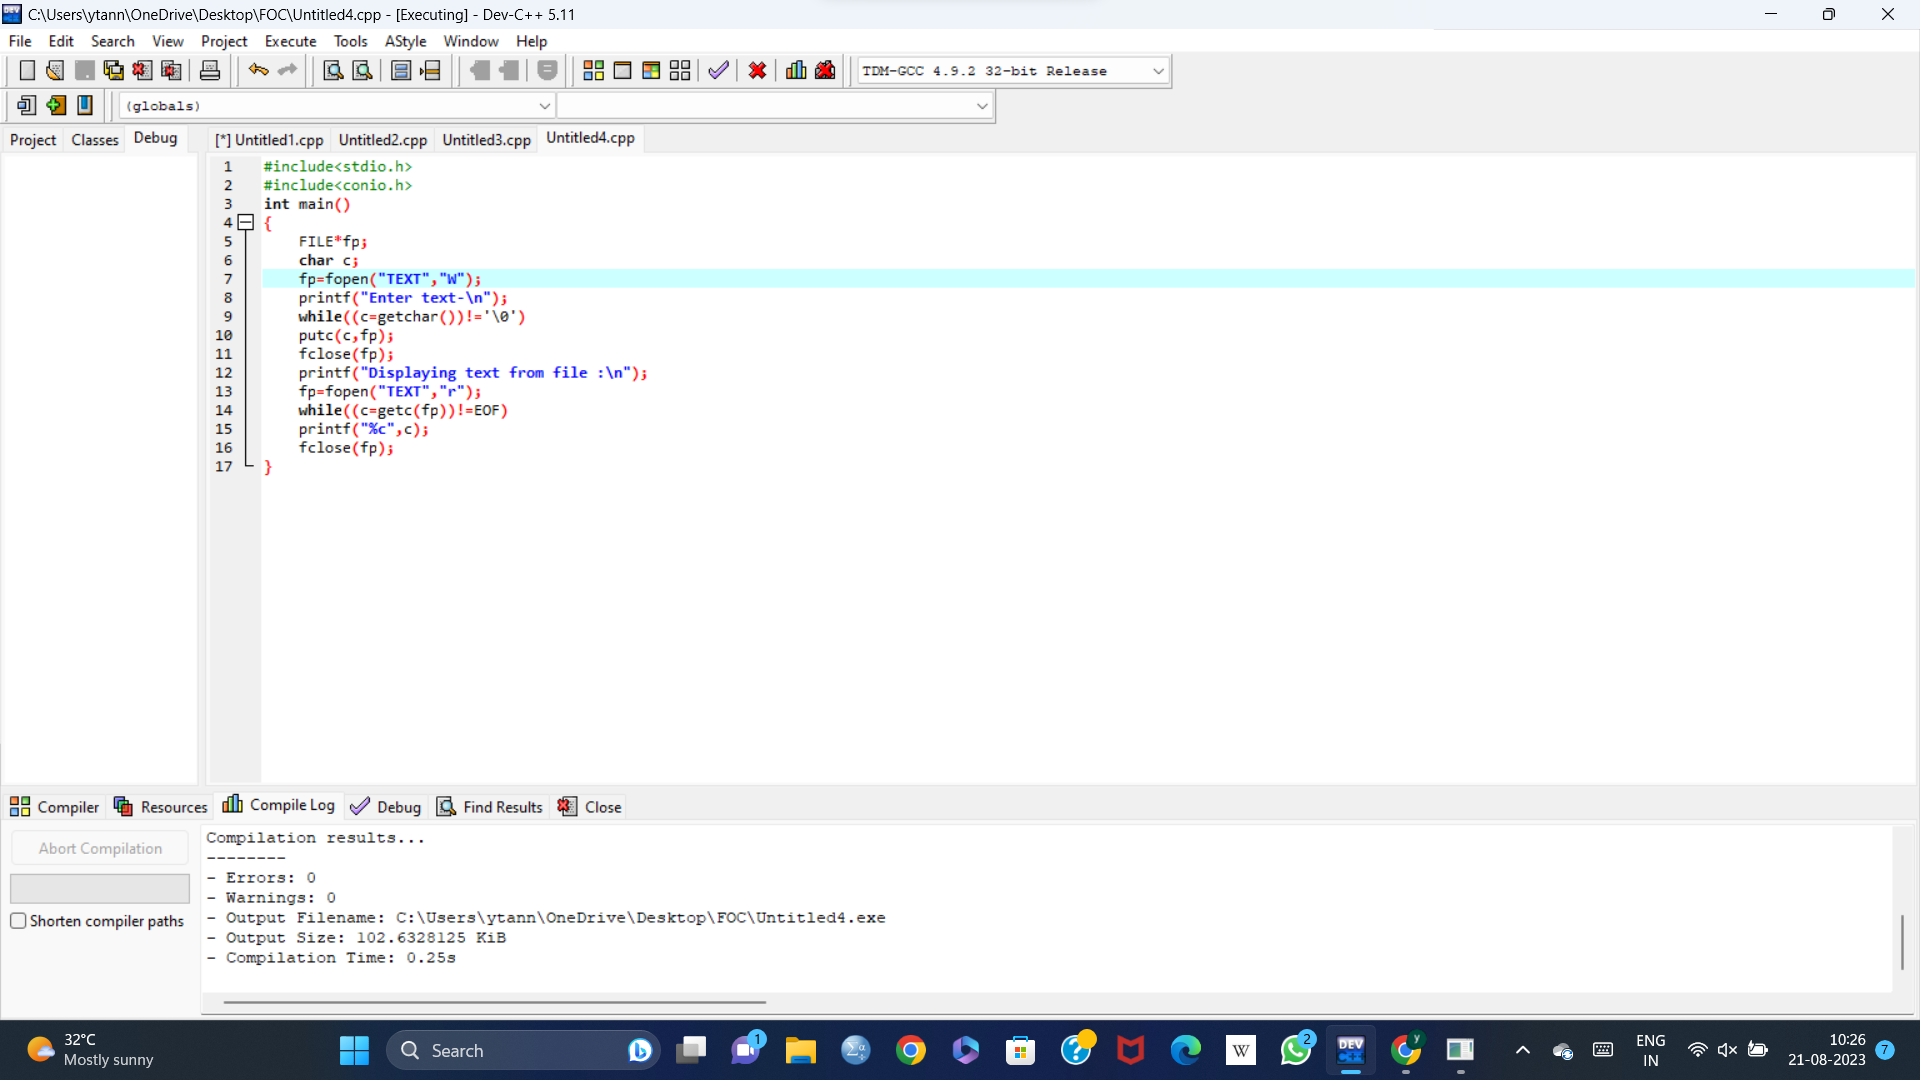 C:\Users\ytann\OneDrive\Desktop\FOC\Untitled4.cpp - [Executing] - Dev-C++ 5.11
File Edit Search View Project Execute Tools AStyle Window Help
TDM-GCC 4.9.2 32-bit Release
(globals)
Project Classes Debug [*] Untitled1.cpp Untitled2.cpp Untitled3.cpp Untitled4.cpp
1 #include<stdio.h>
2 #include<conio.h>
3 int main()
4 {
5 FILE*fp;
6 char c;
7 fp=fopen("TEXT","W");
8 printf("Enter text-\n");
9 while((c=getchar())!='\0')
10 putc(c,fp);
11 fclose(fp);
12 printf("Displaying text from file :\n");
13 fp=fopen("TEXT","r");
14 while((c=getc(fp))!=EOF)
15 printf("%c",c);
16 fclose(fp);
17 }
Compiler Resources Compile Log Debug Find Results Close
Abort Compilation
Shorten compiler paths
Compilation results...
--------
- Errors: 0
- Warnings: 0
- Output Filename: C:\Users\ytann\OneDrive\Desktop\FOC\Untitled4.exe
- Output Size: 102.6328125 KiB
- Compilation Time: 0.25s
32°C
Mostly sunny
Search
1
W
2
DEV
C++
y
ENG
IN
10:26
21-08-2023
7